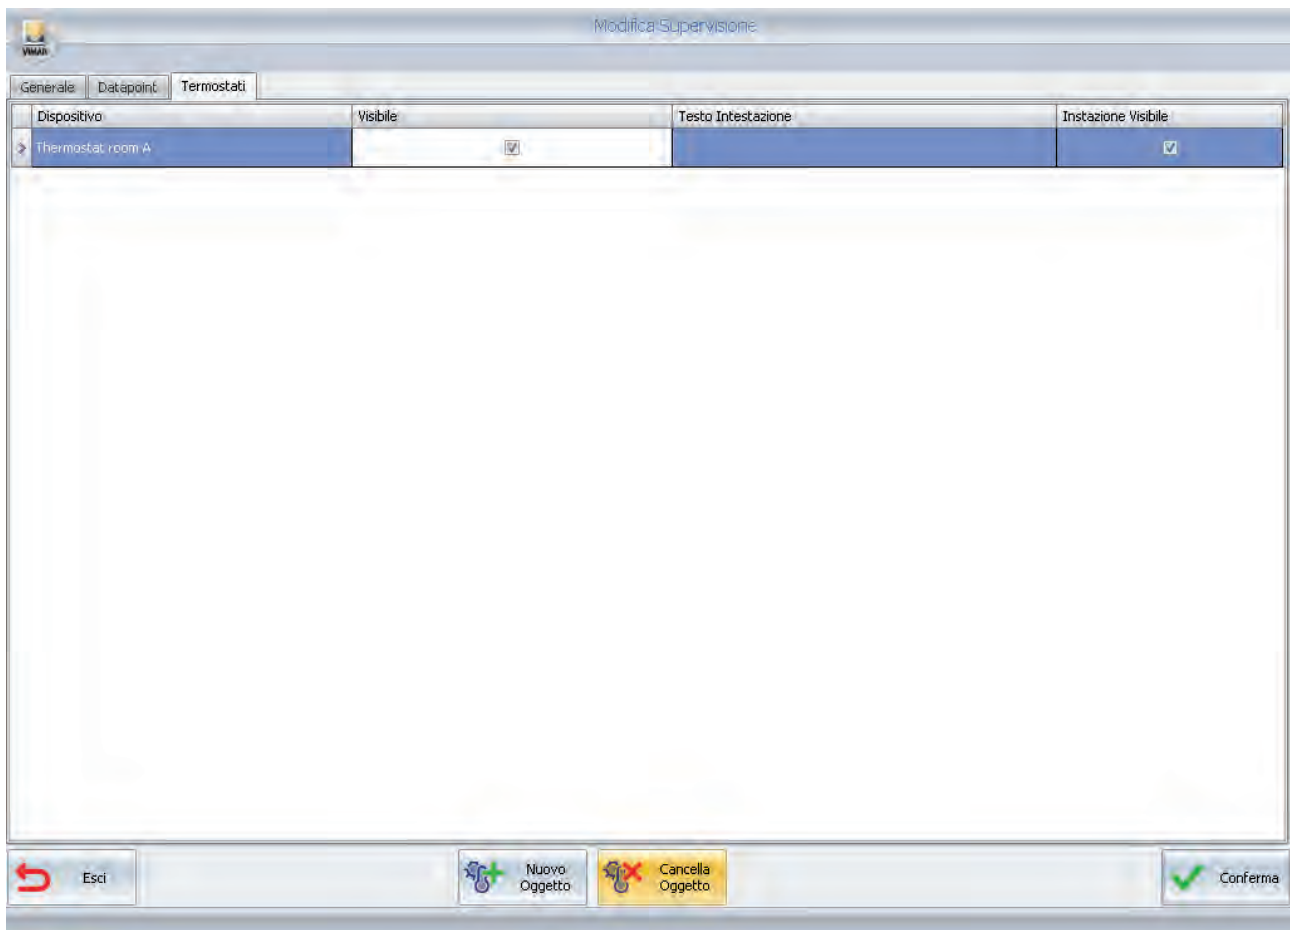 Modifica Supervisione
VIMAR
Generale Datapoint Termostati
Dispositivo Visibile Testo Intestazione Instazione Visibile
Thermostat room A
Esci
Nuovo
Oggetto
Cancella
Oggetto
Conferma